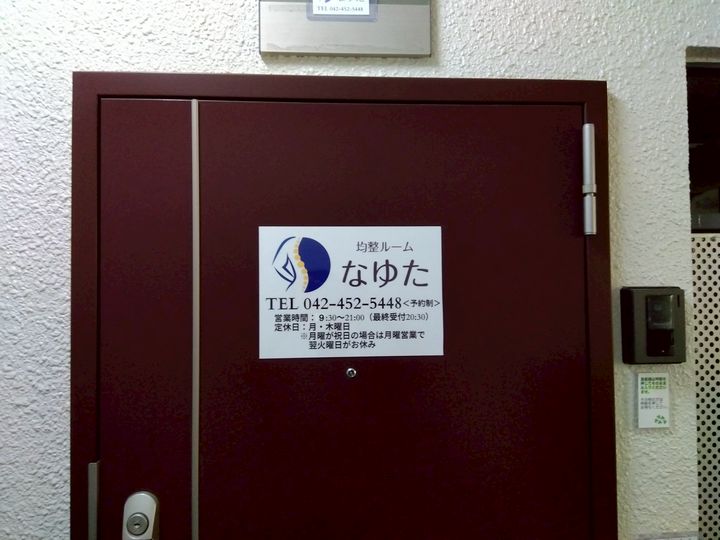 TEL 042-452-5448
均整ルーム
なゆた
TEL 042-452-5448<予約制>
営業時間：9:30〜21:00（最終受付20:30）
定休日：月・木曜日
※月曜が祝日の場合は月曜営業で
翌火曜日がお休み